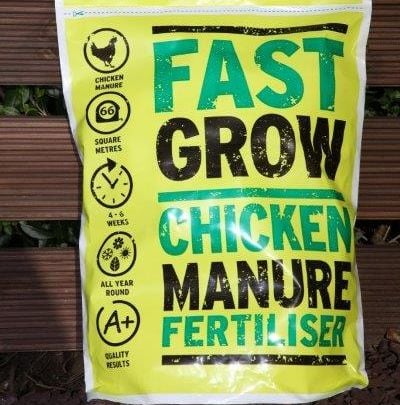 CHICKEN
MANURE
66
SQUARE
METRES
4-6
WEEKS
ALL YEAR
ROUND
A+
QUALITY
RESULTS
FAST
GROW
CHICKEN
MANURE
FERTILISER